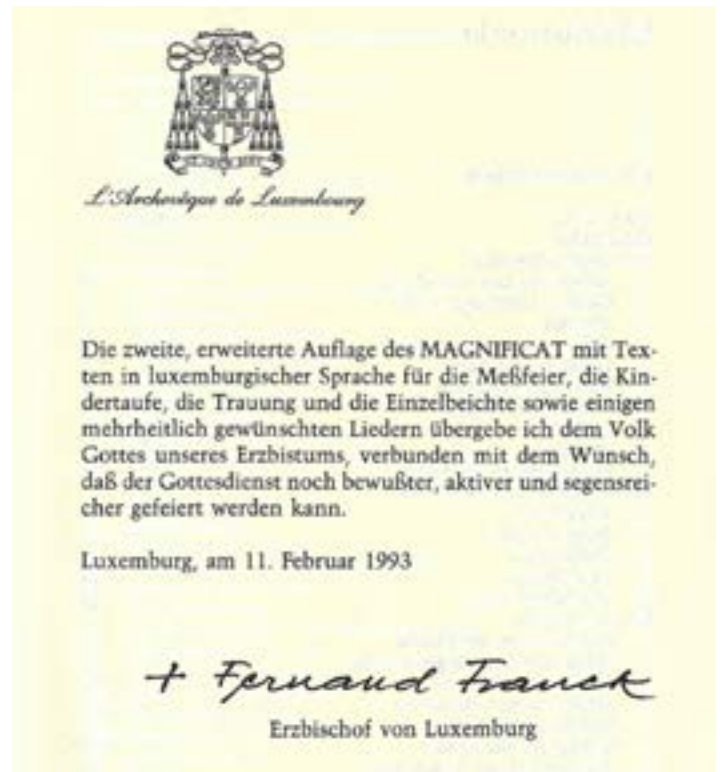 L'Archevêque de Luxembourg
Die zweite, erweiterte Auflage des MAGNIFICAT mit Tex-
ten in luxemburgischer Sprache für die Meßfeier, die Kin-
dertaufe, die Trauung und die Einzelbeichte sowie einigen
mehrheitlich gewünschten Liedern übergebe ich dem Volk
Gottes unseres Erzbistums, verbunden mit dem Wunsch,
daß der Gottesdienst noch bewußter, aktiver und segensrei-
cher gefeiert werden kann.
Luxemburg, am 11. Februar 1993
+ Fernand Franck
Erzbischof von Luxemburg